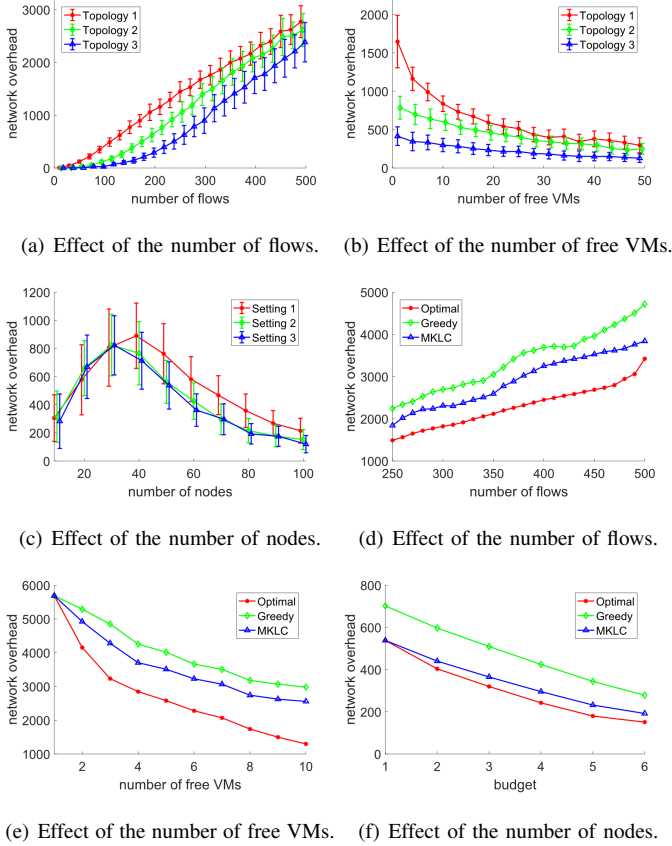 3000
2000
1000
0
network overhead
Topology 1
Topology 2
Topology 3
0 100 200 300 400 500
number of flows
(a) Effect of the number of flows.
2000
1500
1000
500
0
network overhead
Topology 1
Topology 2
Topology 3
0 10 20 30 40 50
number of free VMs
(b) Effect of the number of free VMs.
1200
1000
800
600
400
200
0
network overhead
Setting 1
Setting 2
Setting 3
20 40 60 80 100
number of nodes
(c) Effect of the number of nodes.
5000
4000
3000
2000
1000
network overhead
Optimal
Greedy
MKLC
250 300 350 400 450 500
number of flows
(d) Effect of the number of flows.
6000
5000
4000
3000
2000
1000
network overhead
Optimal
Greedy
MKLC
2 4 6 8 10
number of free VMs
(e) Effect of the number of free VMs.
800
600
400
200
0
network overhead
Optimal
Greedy
MKLC
1 2 3 4 5 6
budget
(f) Effect of the number of nodes.